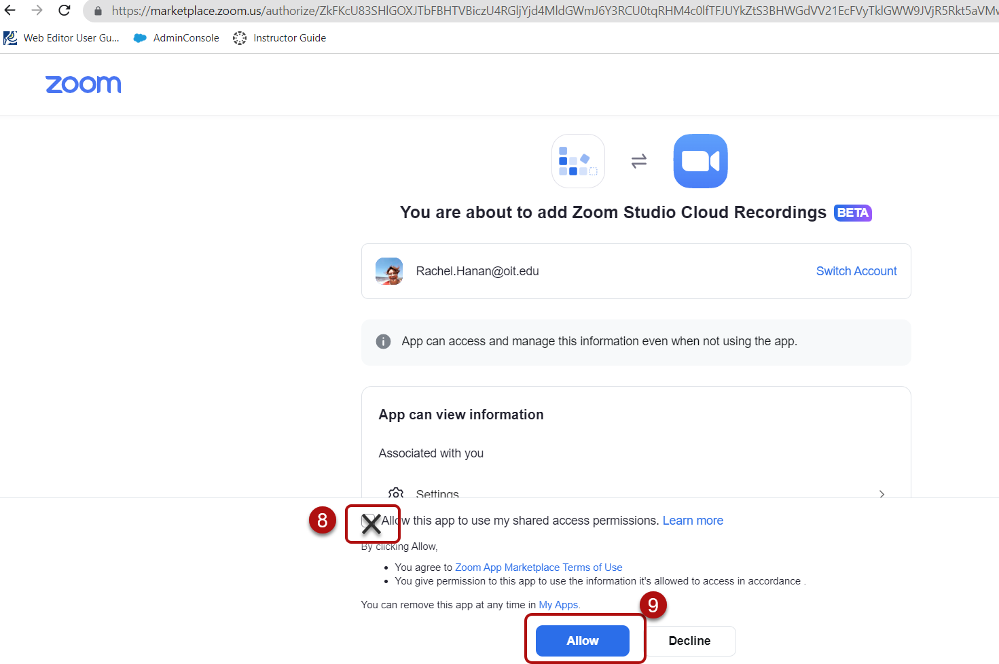 https://marketplace.zoom.us/authorize/ZkFKcU83SHlGOXJTbFBHTVBiczU4RGljYjd4MldGWmJ6Y3RCU0tqRHM4c0lfTFJUYkZtS3BHWGdVV21EcFVyTklGWW9JVjR5Rkt5aVMw
Web Editor User Gu...
AdminConsole
Instructor Guide
zoom
You are about to add Zoom Studio Cloud Recordings BETA
Rachel.Hanan@oit.edu
Switch Account
App can access and manage this information even when not using the app.
App can view information
Associated with you
Settings
8
Allow this app to use my shared access permissions. Learn more
By clicking Allow,
• You agree to Zoom App Marketplace Terms of Use
• You give permission to this app to use the information it's allowed to access in accordance .
You can remove this app at any time in My Apps.
9
Allow
Decline